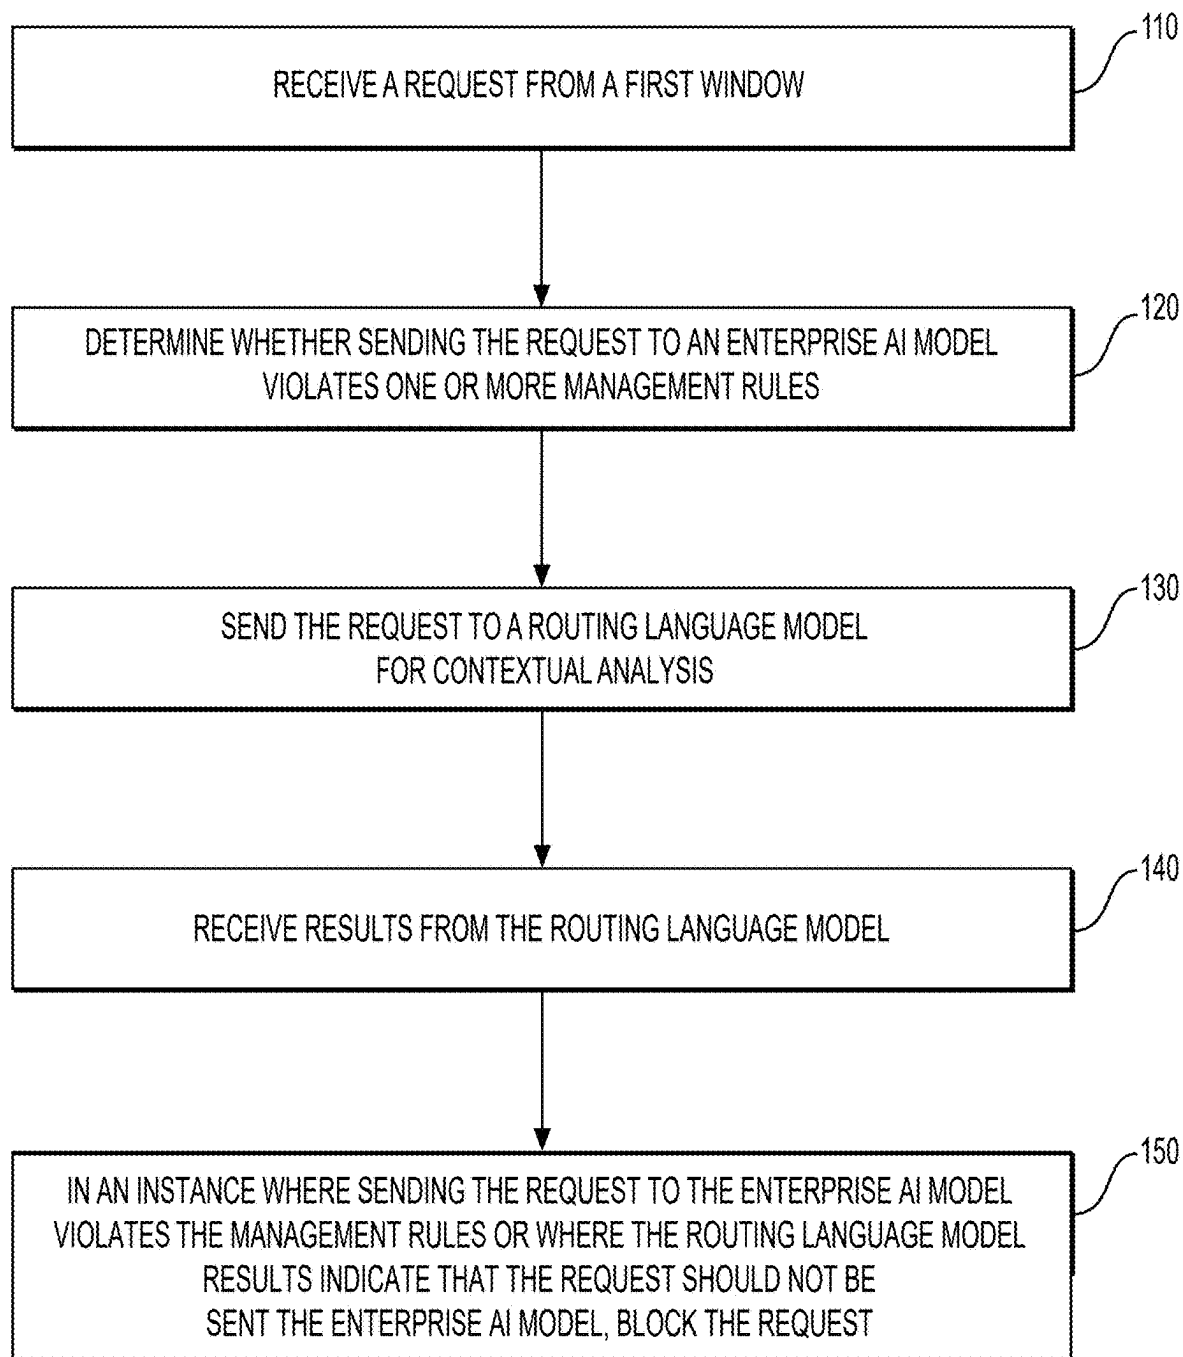 110
RECEIVE A REQUEST FROM A FIRST WINDOW
120
DETERMINE WHETHER SENDING THE REQUEST TO AN ENTERPRISE AI MODEL
VIOLATES ONE OR MORE MANAGEMENT RULES
130
SEND THE REQUEST TO A ROUTING LANGUAGE MODEL
FOR CONTEXTUAL ANALYSIS
140
RECEIVE RESULTS FROM THE ROUTING LANGUAGE MODEL
150
IN AN INSTANCE WHERE SENDING THE REQUEST TO THE ENTERPRISE AI MODEL
VIOLATES THE MANAGEMENT RULES OR WHERE THE ROUTING LANGUAGE MODEL
RESULTS INDICATE THAT THE REQUEST SHOULD NOT BE
SENT THE ENTERPRISE AI MODEL, BLOCK THE REQUEST